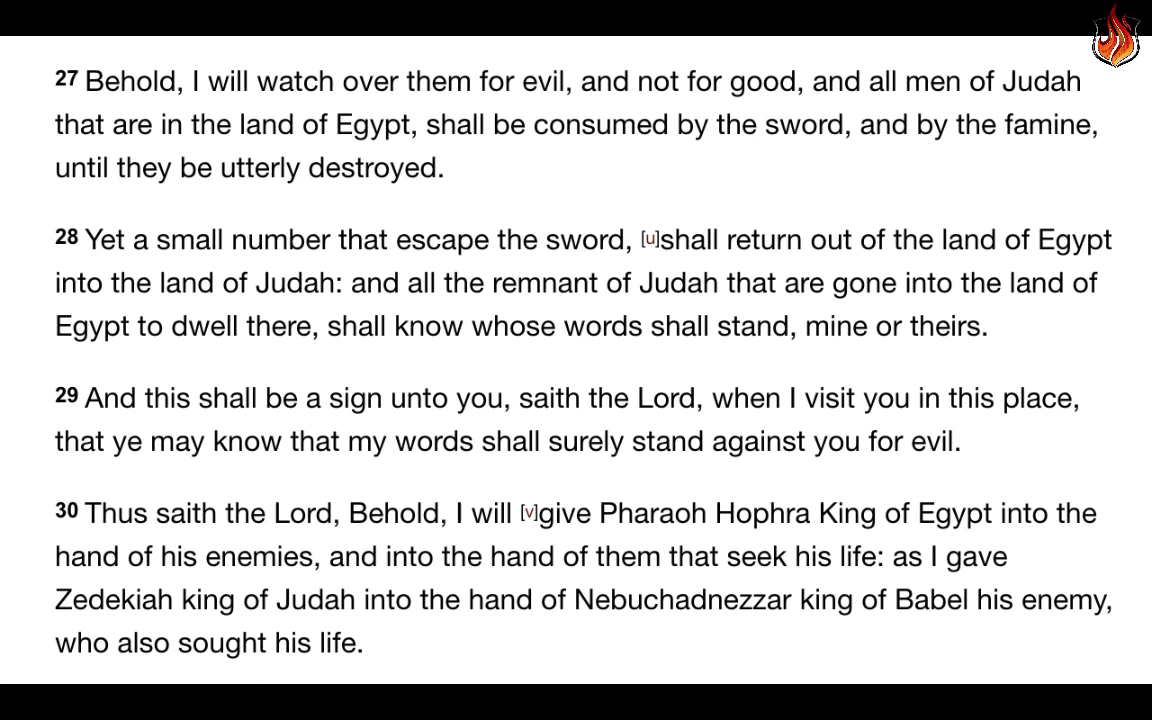 27 Behold, I will watch over them for evil, and not for good, and all men of Judah
that are in the land of Egypt, shall be consumed by the sword, and by the famine,
until they be utterly destroyed.
28 Yet a small number that escape the sword, [u]shall return out of the land of Egypt
into the land of Judah: and all the remnant of Judah that are gone into the land of
Egypt to dwell there, shall know whose words shall stand, mine or theirs.
29 And this shall be a sign unto you, saith the Lord, when I visit you in this place,
that ye may know that my words shall surely stand against you for evil.
30 Thus saith the Lord, Behold, I will [v]give Pharaoh Hophra King of Egypt into the
hand of his enemies, and into the hand of them that seek his life: as I gave
Zedekiah king of Judah into the hand of Nebuchadnezzar king of Babel his enemy,
who also sought his life.